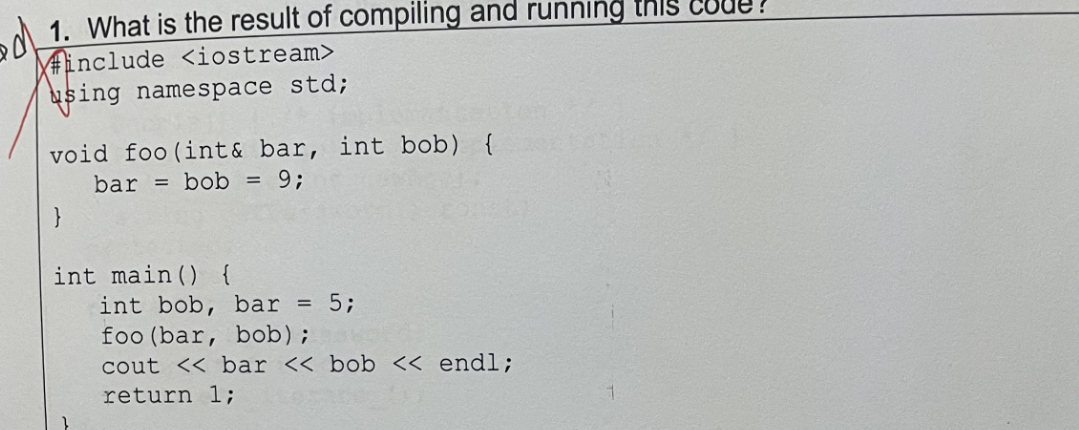 1. What is the result of compiling and running this code?
#include <iostream>
using namespace std;
void foo(int& bar, int bob) {
bar = bob = 9;
}
int main() {
int bob, bar = 5;
foo(bar, bob);
cout << bar << bob << endl;
return 1;
}